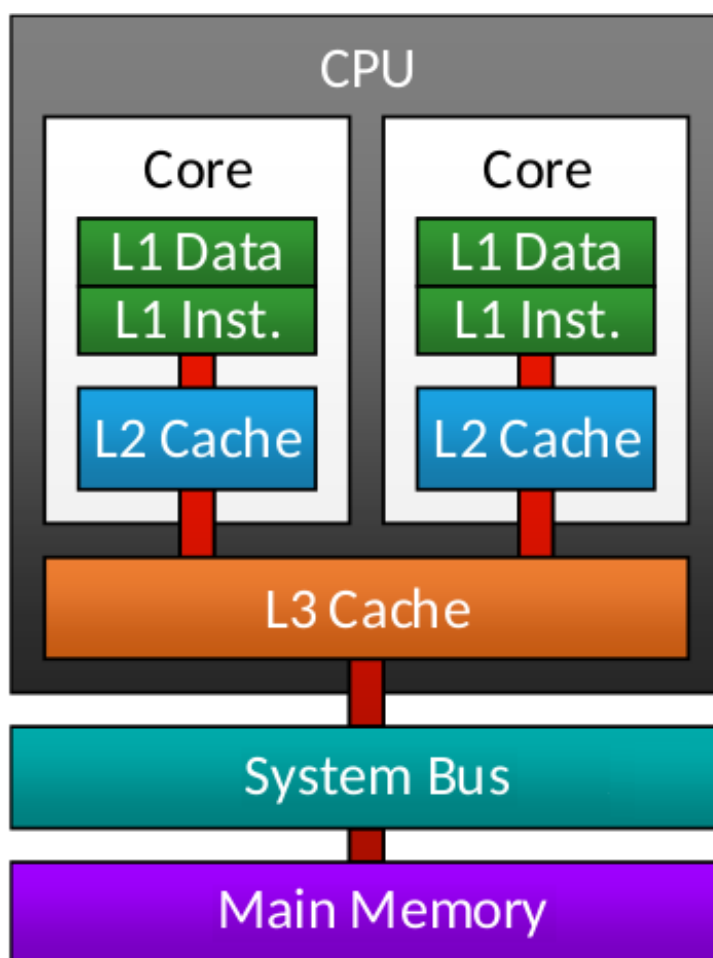 CPU
Core
L1 Data
L1 Inst.
L2 Cache
Core
L1 Data
L1 Inst.
L2 Cache
L3 Cache
System Bus
Main Memory